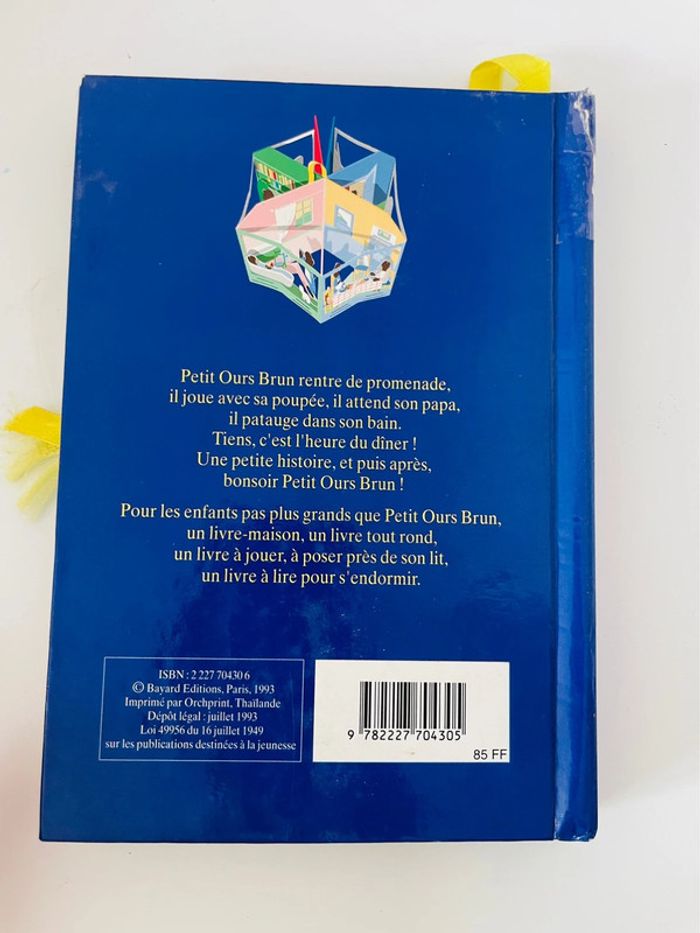 Petit Ours Brun rentre de promenade,
il joue avec sa poupée, il attend son papa,
il patauge dans son bain.
Tiens, c'est l'heure du dîner !
Une petite histoire, et puis après,
bonsoir Petit Ours Brun !
Pour les enfants pas plus grands que Petit Ours Brun,
un livre-maison, un livre tout rond,
un livre à jouer, à poser près de son lit,
un livre à lire pour s'endormir.
ISBN : 2 227 70430 6
© Bayard Editions, Paris, 1993
Imprimé par Orchprint, Thaïlande
Dépôt légal : juillet 1993
Loi 49956 du 16 juillet 1949
sur les publications destinées à la jeunesse
9 782227 704305
85 FF